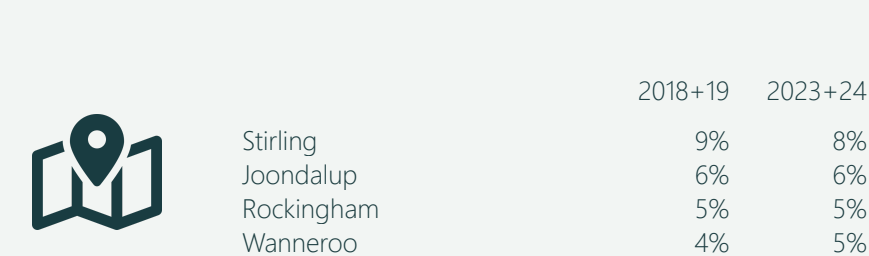 2018+19 2023+24
Stirling 9% 8%
Joondalup 6% 6%
Rockingham 5% 5%
Wanneroo 4% 5%